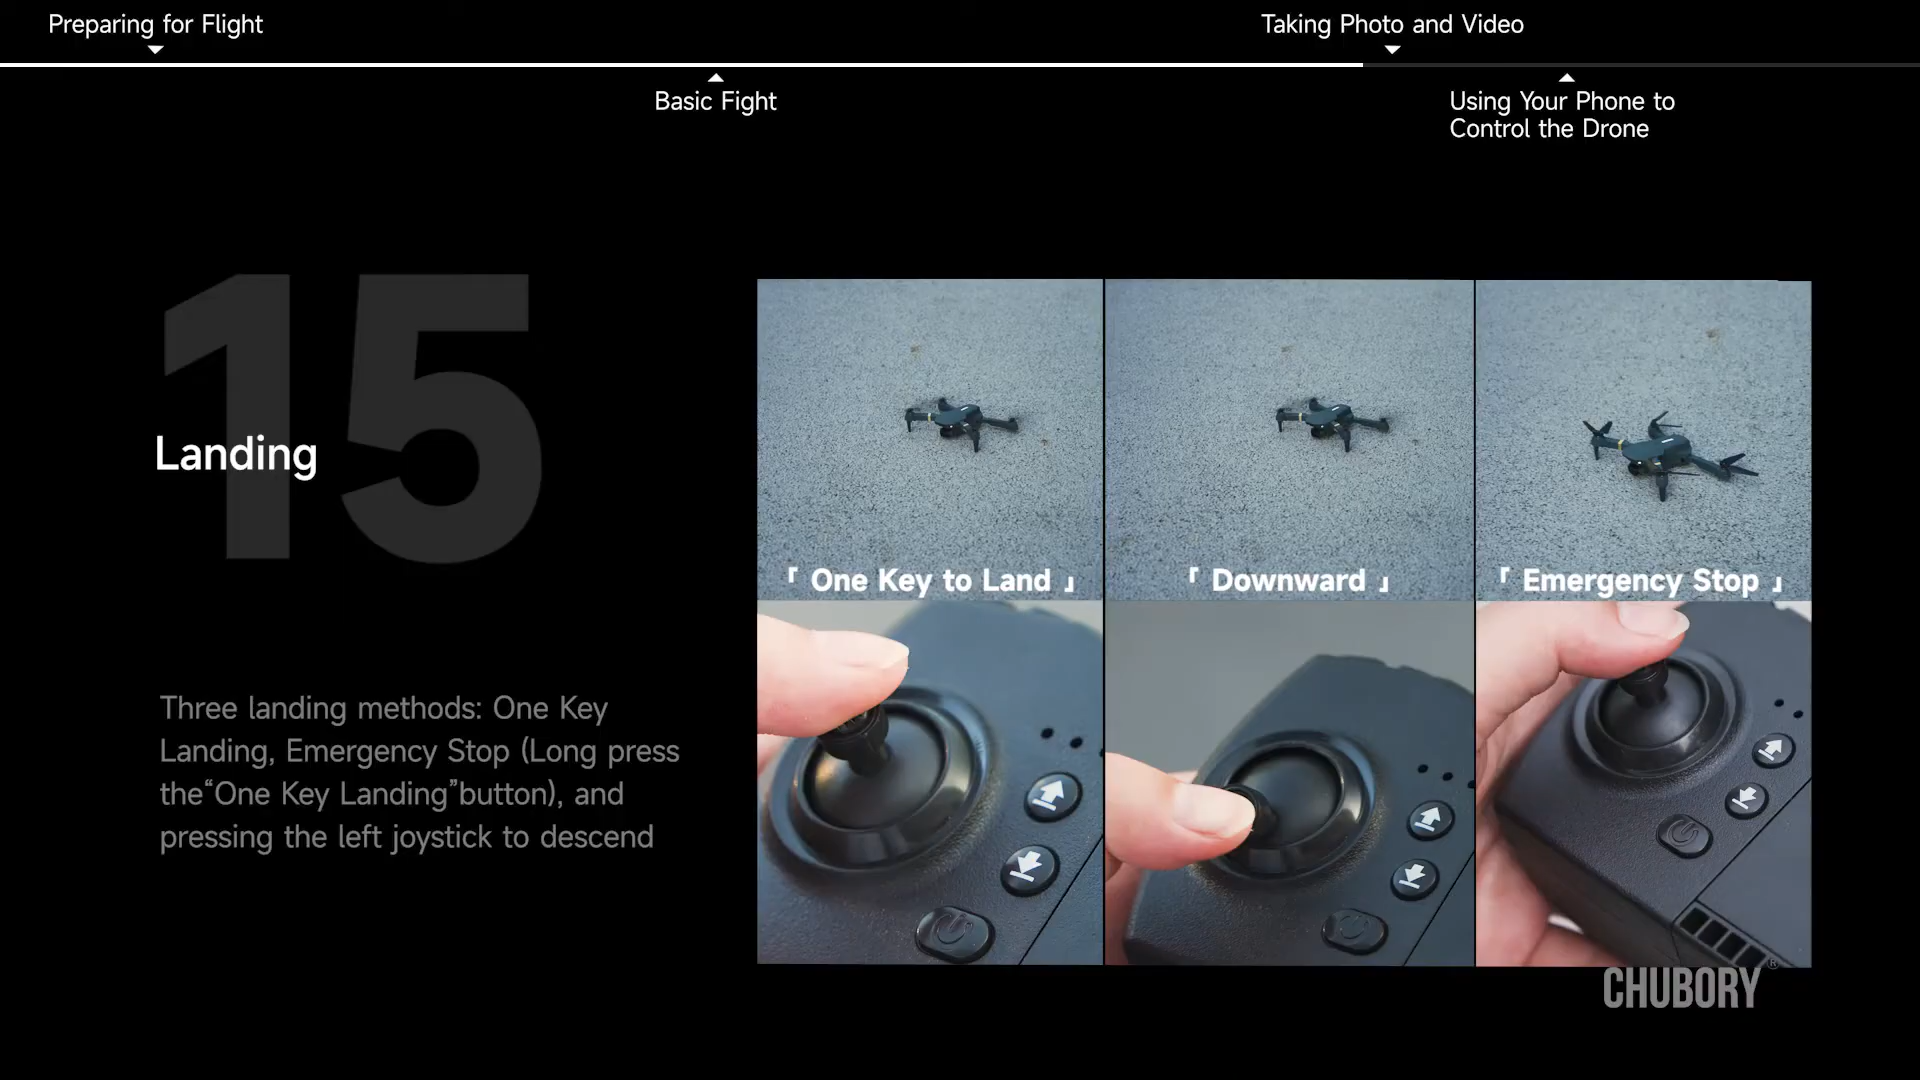 Preparing for Flight
Taking Photo and Video
Basic Fight
Using Your Phone to
Control the Drone
15
Landing
Three landing methods: One Key
Landing, Emergency Stop (Long press
the“One Key Landing”button), and
pressing the left joystick to descend
「 One Key to Land 」
「 Downward 」
「 Emergency Stop 」
CHUBORY®